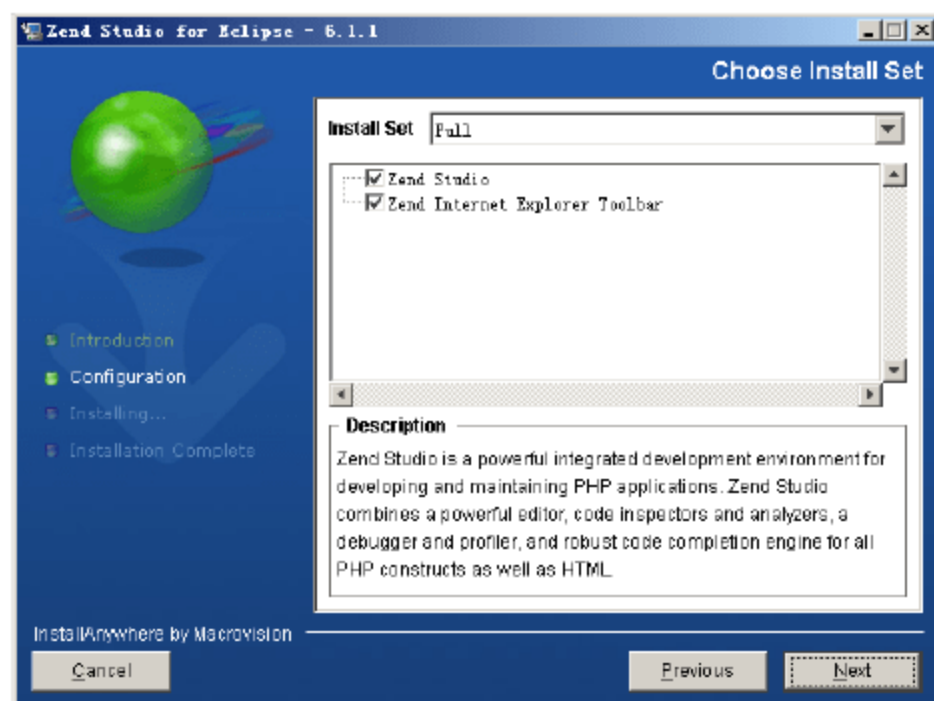 Zend Studio for Eclipse - 6.1.1
Choose Install Set
Install Set Full
Zend Studio
Zend Internet Explorer Toolbar
Introduction
Configuration
Installing...
Installation Complete
Description
Zend Studio is a powerful integrated development environment for
developing and maintaining PHP applications. Zend Studio
combines a powerful editor, code inspectors and analyzers, a
debugger and profiler, and robust code completion engine for all
PHP constructs as well as HTML.
InstallAnywhere by Macrovision
Cancel
Previous
Next